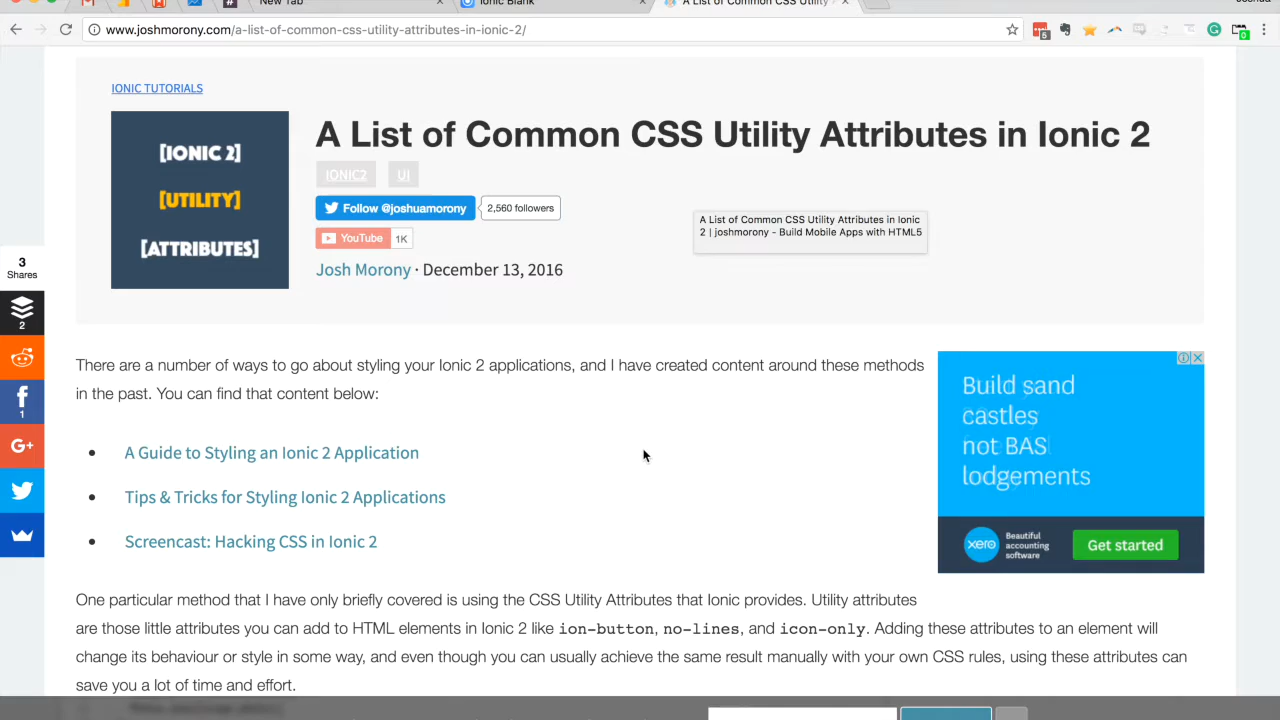 New Tab
Ionic Blank
A List of Common CSS Utility
Joshua
www.joshmorony.com/a-list-of-common-css-utility-attributes-in-ionic-2/
5
0
IONIC TUTORIALS
[IONIC 2]
[UTILITY]
[ATTRIBUTES]
A List of Common CSS Utility Attributes in Ionic 2
IONIC2 UI
Follow @joshuamorony 2,560 followers
YouTube 1K
A List of Common CSS Utility Attributes in Ionic
2 | joshmorony - Build Mobile Apps with HTML5
Josh Morony · December 13, 2016
3
Shares
2
1
G+
There are a number of ways to go about styling your Ionic 2 applications, and I have created content around these methods
in the past. You can find that content below:
• A Guide to Styling an Ionic 2 Application
• Tips & Tricks for Styling Ionic 2 Applications
• Screencast: Hacking CSS in Ionic 2
Build sand
castles
not BAS
lodgements
xero
Beautiful
accounting
software
Get started
One particular method that I have only briefly covered is using the CSS Utility Attributes that Ionic provides. Utility attributes
are those little attributes you can add to HTML elements in Ionic 2 like ion-button, no-lines, and icon-only. Adding these attributes to an element will
change its behaviour or style in some way, and even though you can usually achieve the same result manually with your own CSS rules, using these attributes can
save you a lot of time and effort.